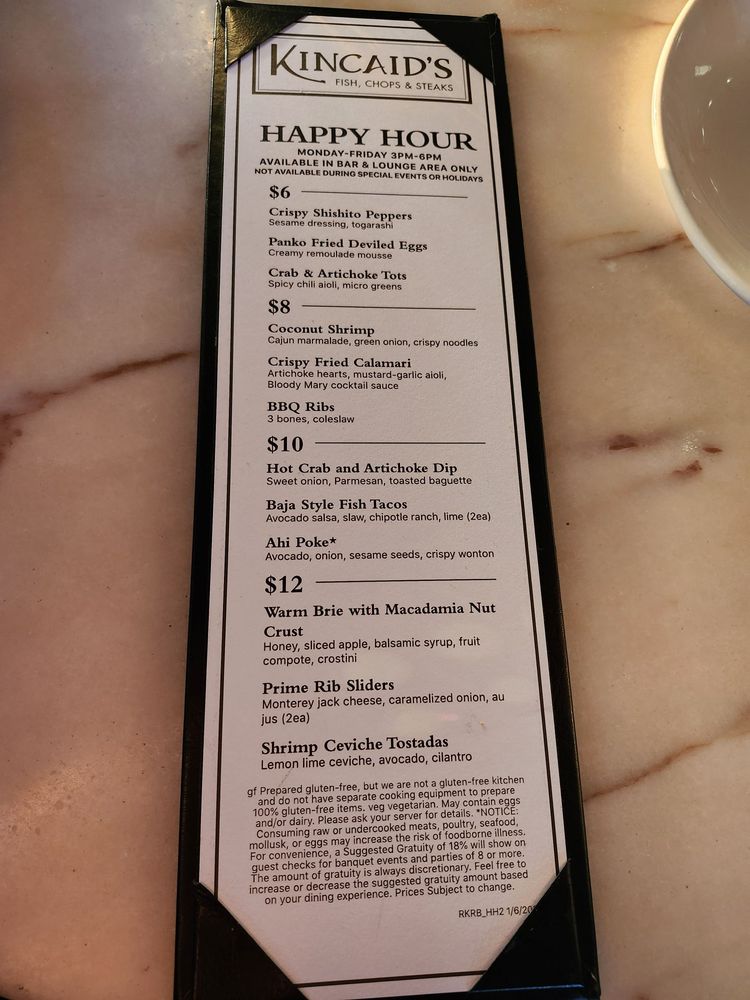 KINCAID'S
FISH, CHOPS & STEAKS
HAPPY HOUR
MONDAY-FRIDAY 3PM-6PM
AVAILABLE IN BAR & LOUNGE AREA ONLY
NOT AVAILABLE DURING SPECIAL EVENTS OR HOLIDAYS
$6
Crispy Shishito Peppers
Sesame dressing, togarashi
Panko Fried Deviled Eggs
Creamy remoulade mousse
Crab & Artichoke Tots
Spicy chili aioli, micro greens
$8
Coconut Shrimp
Cajun marmalade, green onion, crispy noodles
Crispy Fried Calamari
Artichoke hearts, mustard-garlic aioli,
Bloody Mary cocktail sauce
BBQ Ribs
3 bones, coleslaw
$10
Hot Crab and Artichoke Dip
Sweet onion, Parmesan, toasted baguette
Baja Style Fish Tacos
Avocado salsa, slaw, chipotle ranch, lime (2ea)
Ahi Poke*
Avocado, onion, sesame seeds, crispy wonton
$12
Warm Brie with Macadamia Nut
Crust
Honey, sliced apple, balsamic syrup, fruit
compote, crostini
Prime Rib Sliders
Monterey jack cheese, caramelized onion, au
jus (2ea)
Shrimp Ceviche Tostadas
Lemon lime ceviche, avocado, cilantro
gf Prepared gluten-free, but we are not a gluten-free kitchen
and do not have separate cooking equipment to prepare
100% gluten-free items. veg vegetarian. May contain eggs
and/or dairy. Please ask your server for details. *NOTICE:
Consuming raw or undercooked meats, poultry, seafood,
mollusk, or eggs may increase the risk of foodborne illness.
For convenience, a Suggested Gratuity of 18% will show on
guest checks for banquet events and parties of 8 or more.
The amount of gratuity is always discretionary. Feel free to
increase or decrease the suggested gratuity amount based
on your dining experience. Prices Subject to change.
RKRB_HH2 1/6/20